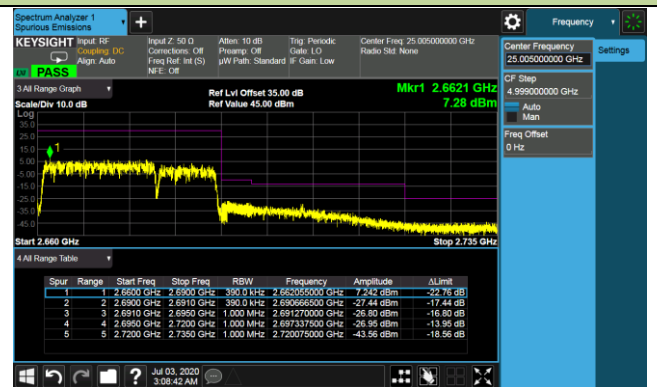 Spectrum Analyzer 1
Spurious Emissions
Frequency
KEYSIGHT Input: RF Input Z: 50 Ω Atten: 10 dB Trig: Periodic Center Freq: 25.005000000 GHz
Coupling: DC Corrections: Off Preamp: Off Gate: LO Radio Std: None
Align: Auto Freq Ref: Int (S) µW Path: Standard IF Gain: Low
NFE: Off
LW PASS
3 All Range Graph
Ref Lvl Offset 35.00 dB Mkr1 2.6621 GHz
Scale/Div 10.0 dB Ref Value 45.00 dBm 7.28 dBm
Log
35.0
25.0
15.0
1
5.00
-5.00
-15.0
-25.0
-35.0
-45.0
Start 2.660 GHz Stop 2.735 GHz
4 All Range Table
Spur Range Start Freq Stop Freq RBW Frequency Amplitude ΔLimit
1 1 2.6600 GHz 2.6900 GHz 390.0 kHz 2.662055000 GHz 7.242 dBm -22.76 dB
2 2 2.6900 GHz 2.6910 GHz 390.0 kHz 2.690666500 GHz -27.44 dBm -17.44 dB
3 3 2.6910 GHz 2.6950 GHz 1.000 MHz 2.691270000 GHz -26.80 dBm -16.80 dB
4 4 2.6950 GHz 2.7200 GHz 1.000 MHz 2.697337500 GHz -26.95 dBm -13.95 dB
5 5 2.7200 GHz 2.7350 GHz 1.000 MHz 2.720075000 GHz -43.56 dBm -18.56 dB
Center Frequency
25.005000000 GHz
Settings
CF Step
4.999000000 GHz
Auto
Man
Freq Offset
0 Hz
?
Jul 03, 2020
3:08:42 AM